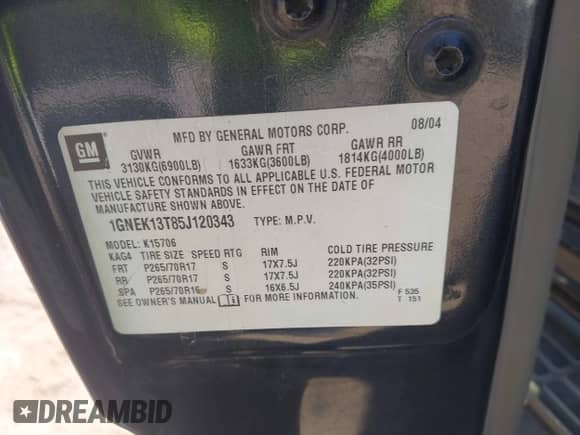 GM
MFD BY GENERAL MOTORS CORP. 08/04
GVWR GAWR FRT GAWR RR
3130KG(6900LB) 1633KG(3600LB) 1814KG(4000LB)
THIS VEHICLE CONFORMS TO ALL APPLICABLE U.S. FEDERAL MOTOR
VEHICLE SAFETY STANDARDS IN EFFECT ON THE DATE OF
MANUFACTURE SHOWN ABOVE.
1GNEK13T85J120343 TYPE: M.P.V.
MODEL: K15706
KAG4 TIRE SIZE SPEED RTG RIM COLD TIRE PRESSURE
FRT P265/70R17 S 17X7.5J 220KPA(32PSI)
RR P265/70R17 S 17X7.5J 220KPA(32PSI)
SPA P265/70R16 S 16X6.5J 240KPA(35PSI)
SEE OWNER'S MANUAL FOR MORE INFORMATION.
F 535
T 151
DREAMBID